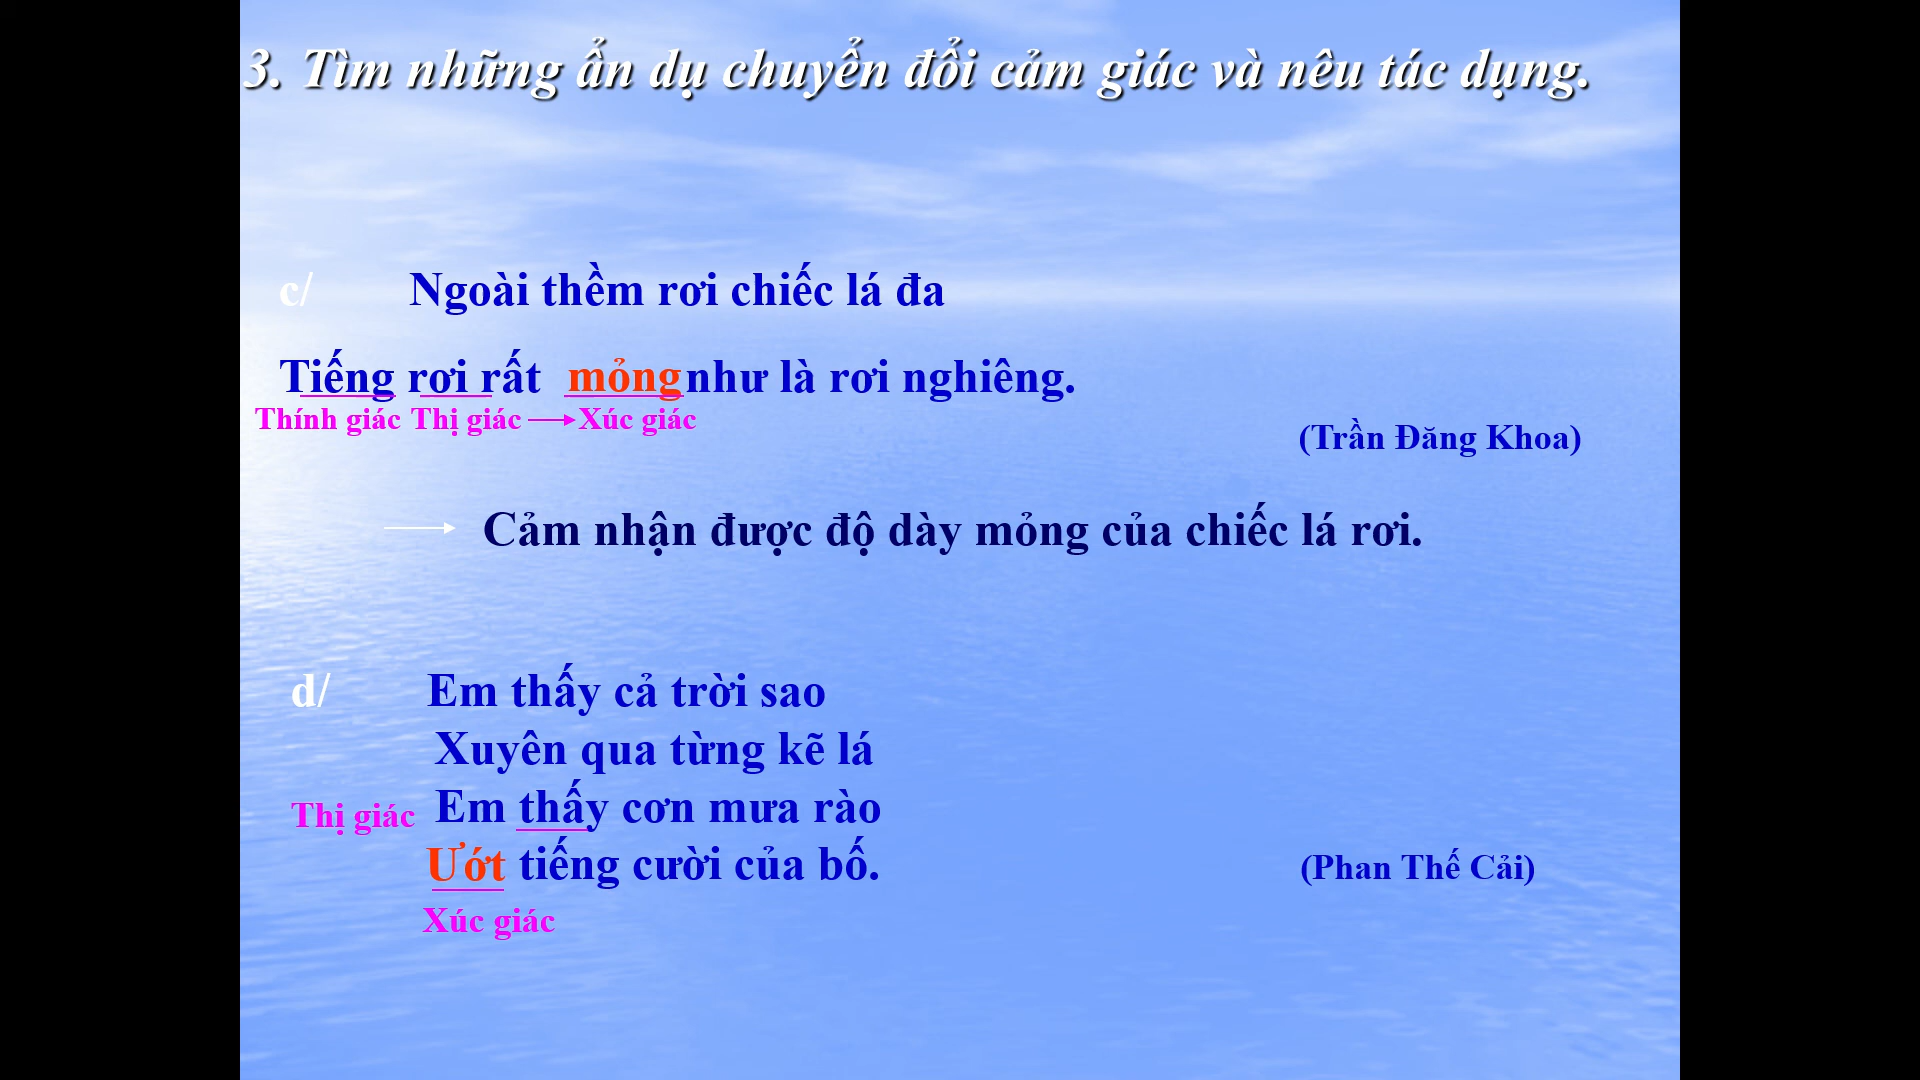 3. Tìm những ẩn dụ chuyển đổi cảm giác và nêu tác dụng.
c/ Ngoài thềm rơi chiếc lá đa
Tiếng rơi rất mỏng như là rơi nghiêng.
Thính giác Thị giác Xúc giác
(Trần Đăng Khoa)
Cảm nhận được độ dày mỏng của chiếc lá rơi.
d/ Em thấy cả trời sao
Xuyên qua từng kẽ lá
Thị giác Em thấy cơn mưa rào
Ướt tiếng cười của bố. (Phan Thế Cải)
Xúc giác